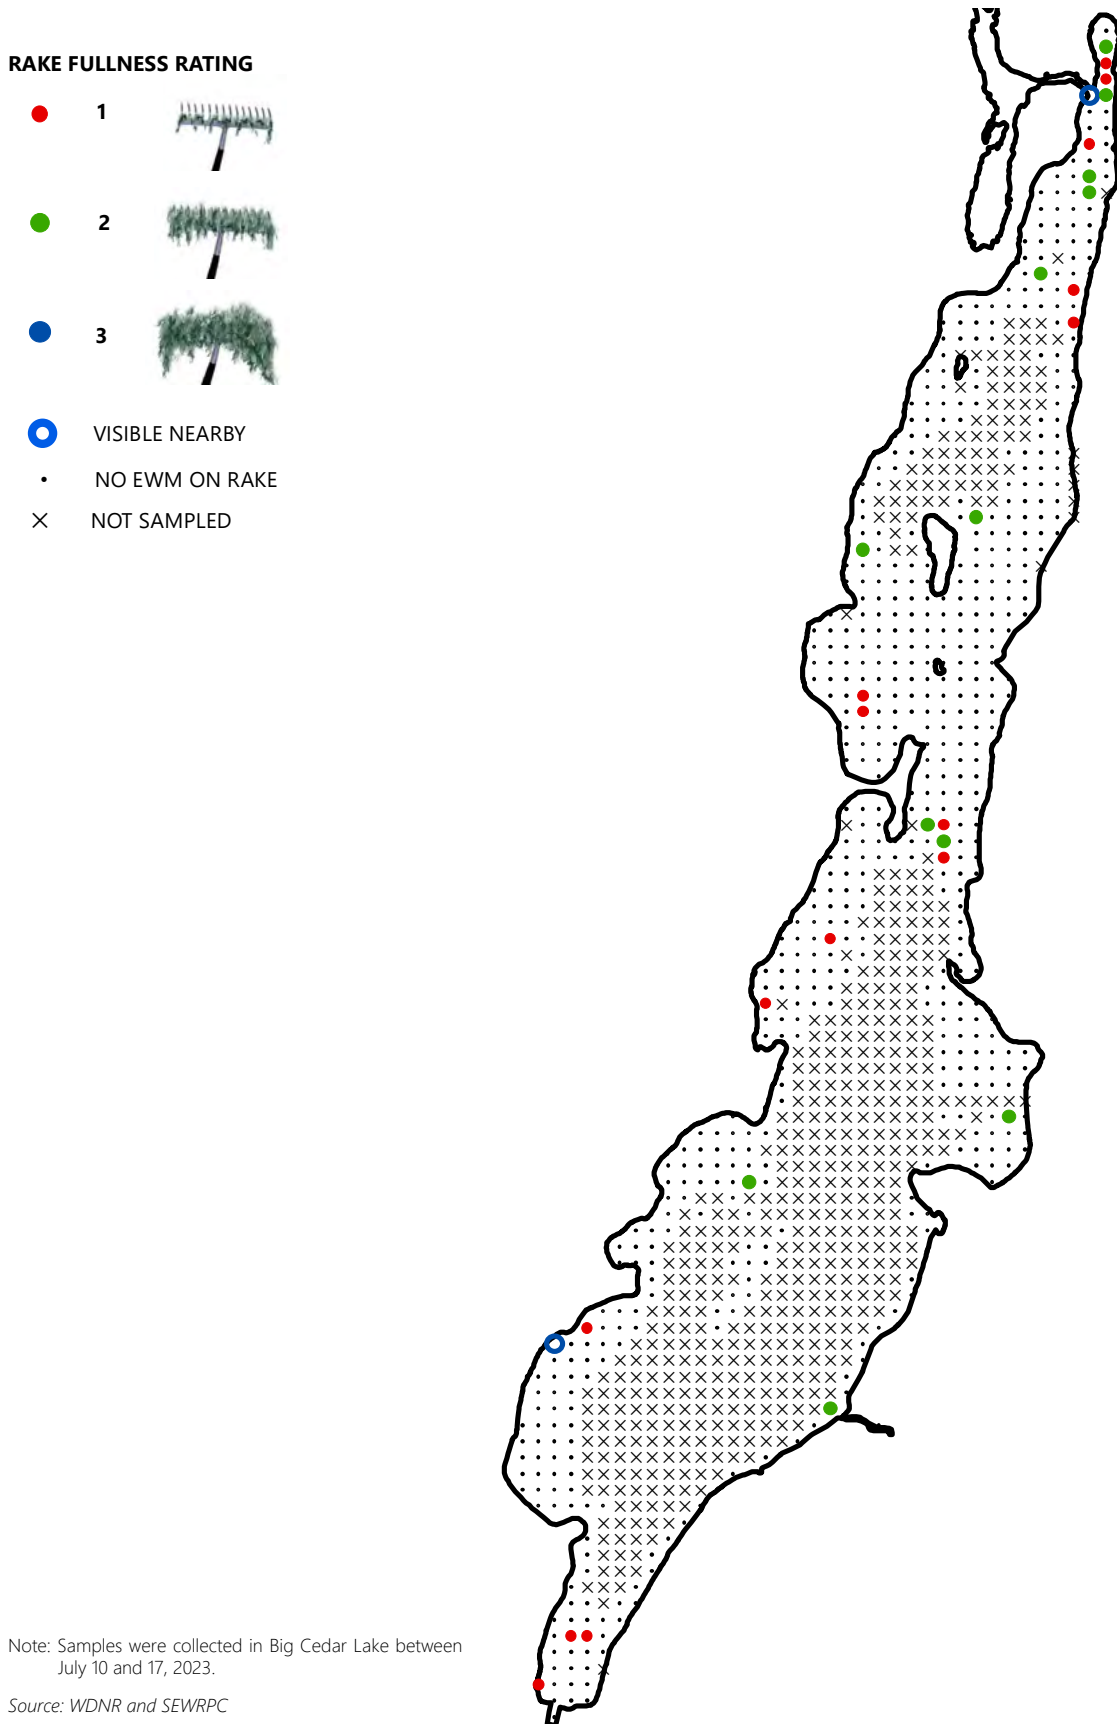 RAKE FULLNESS RATING
1
2
3
VISIBLE NEARBY
NO EWM ON RAKE
NOT SAMPLED
Note: Samples were collected in Big Cedar Lake between
July 10 and 17, 2023.
Source: WDNR and SEWRPC